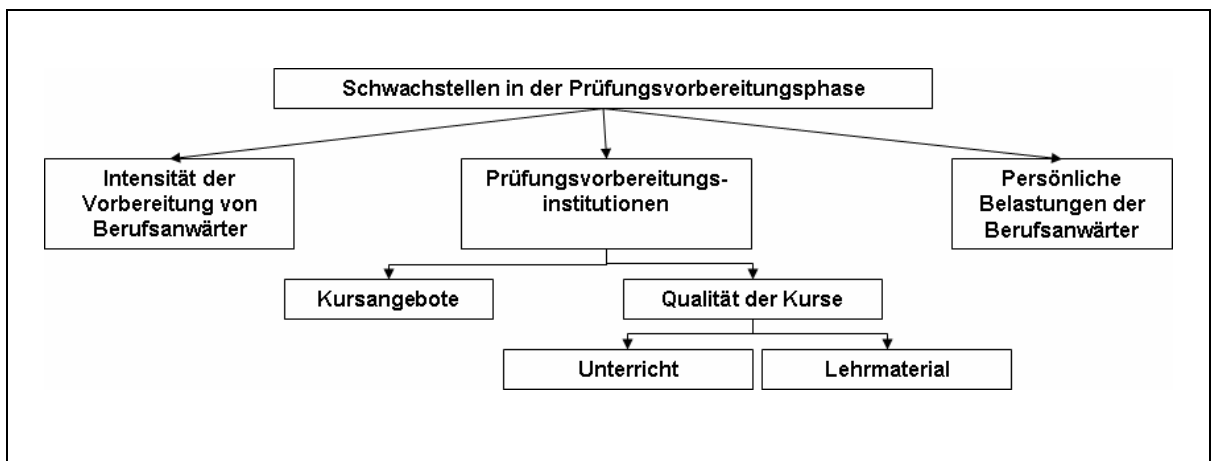 Schwachstellen in der Prüfungsvorbereitungsphase
Intensität der
Vorbereitung von
Berufsanwärter
Prüfungsvorbereitungs-
institutionen
Persönliche
Belastungen der
Berufsanwärter
Kursangebote
Qualität der Kurse
Unterricht
Lehrmaterial